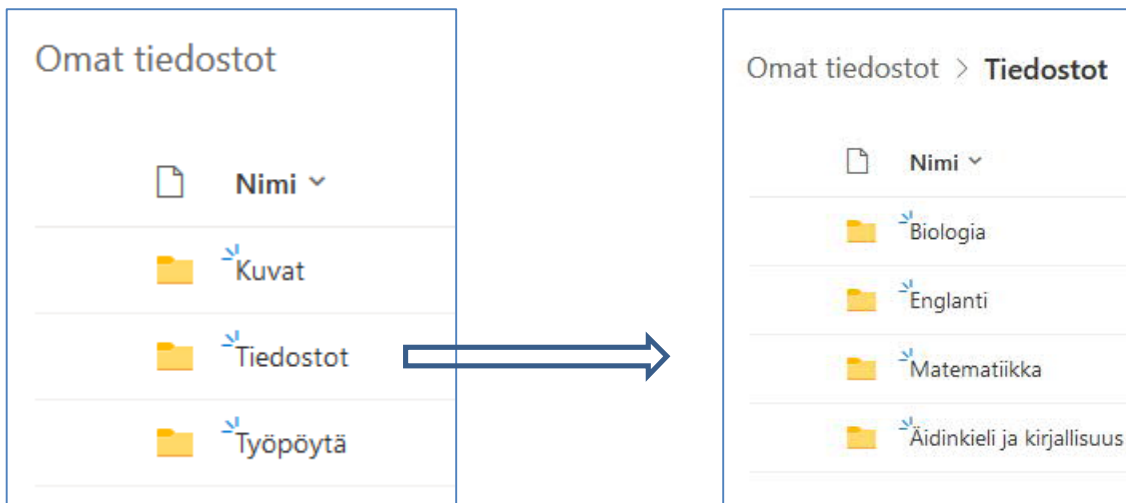 Omat tiedostot
Nimi
Kuvat
Tiedostot
Työpöytä
Omat tiedostot > Tiedostot
Nimi
Biologia
Englanti
Matematiikka
Äidinkieli ja kirjallisuus